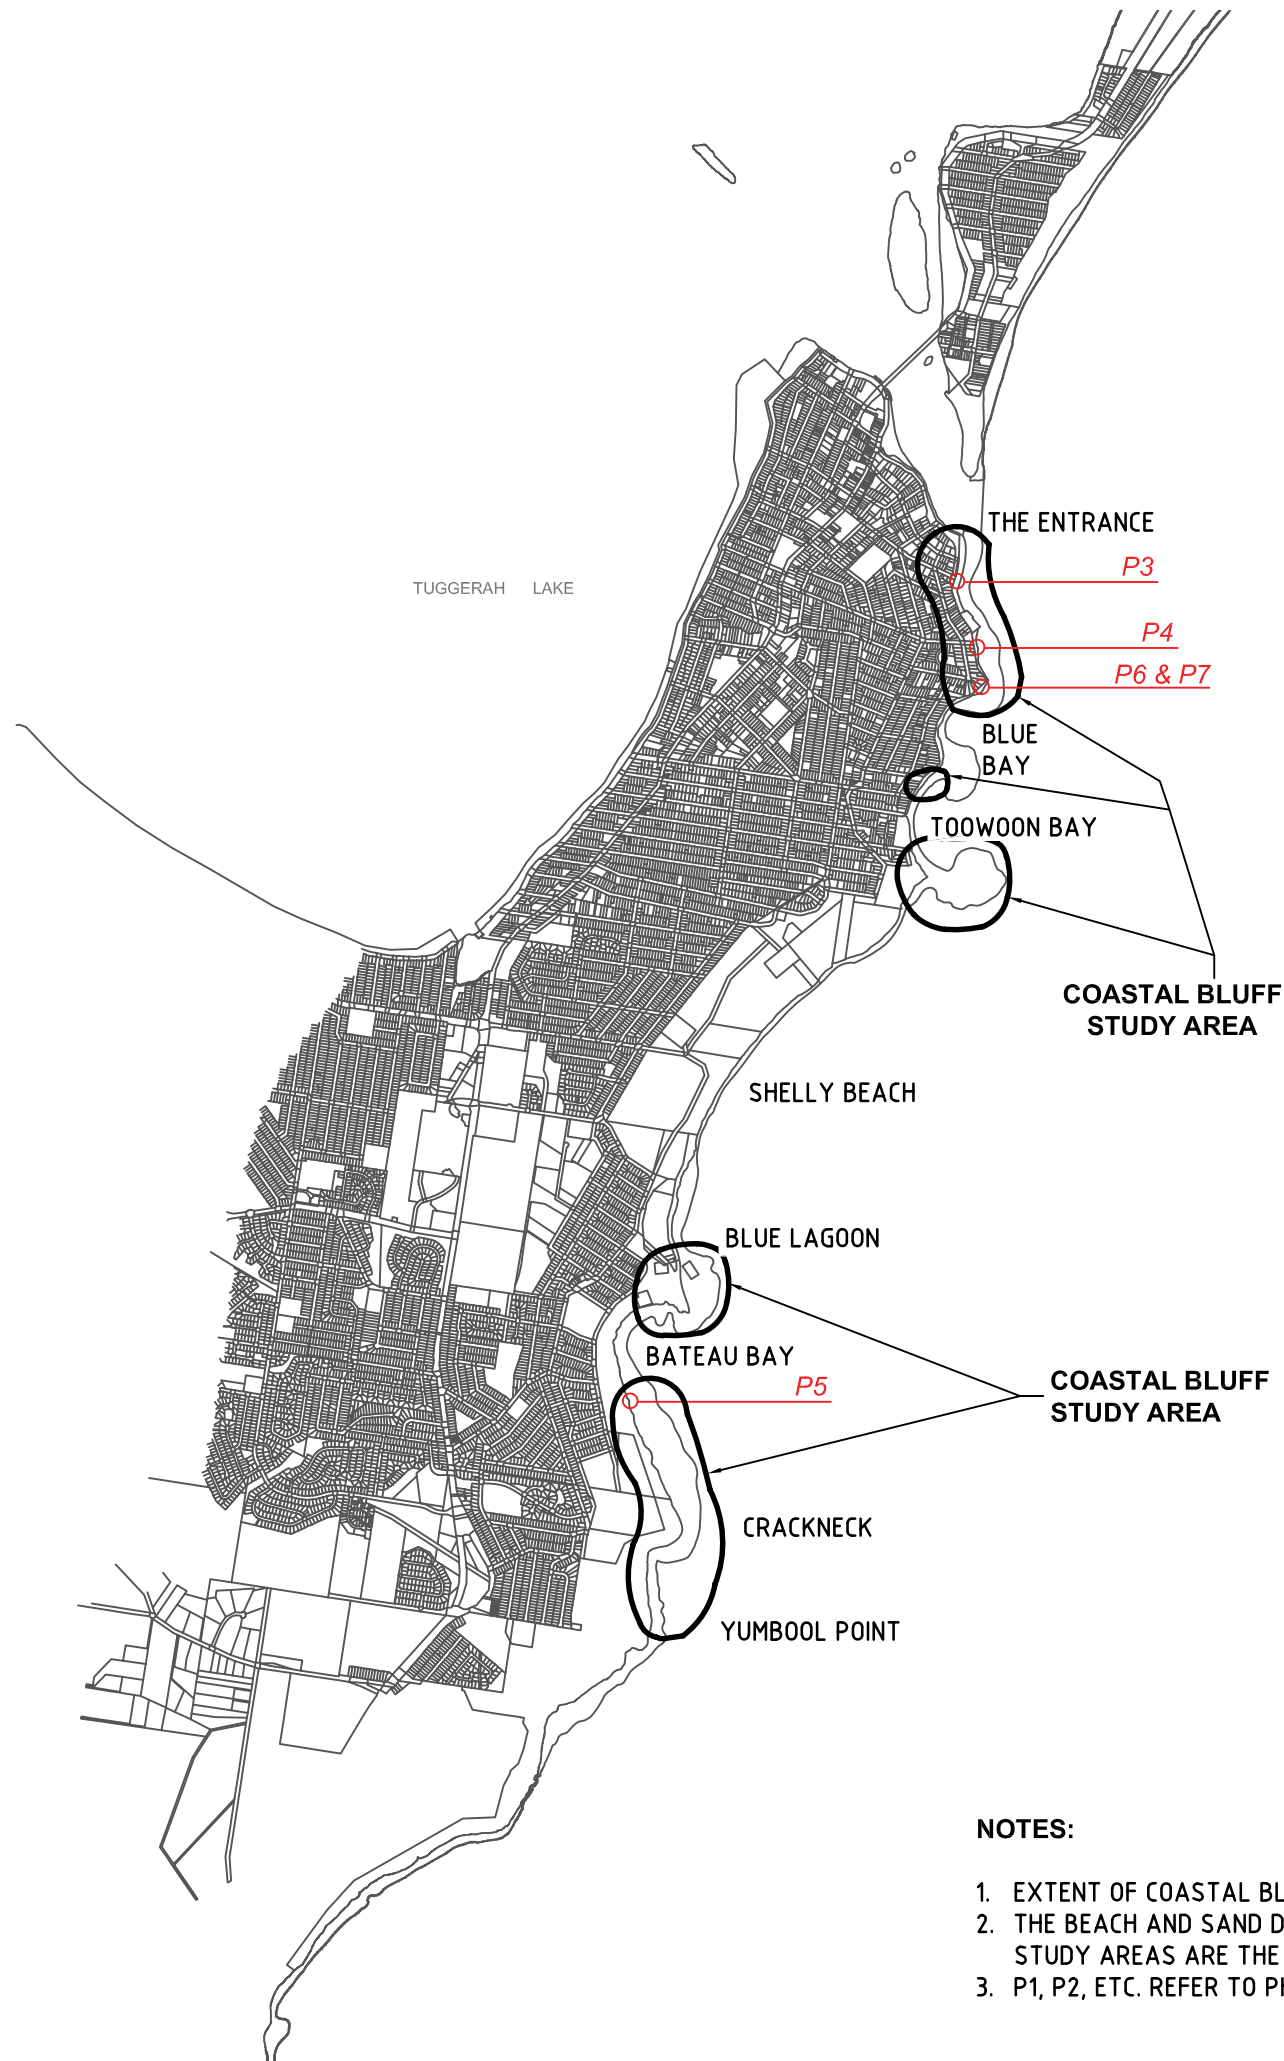 THE ENTRANCE
P3
TUGGERAH LAKE
P4
P6 & P7
BLUE
BAY
TOOWOON BAY
COASTAL BLUFF
STUDY AREA
SHELLY BEACH
BLUE LAGOON
BATEAU BAY
P5
COASTAL BLUFF
STUDY AREA
CRACKNECK
YUMBOOL POINT
NOTES:
1. EXTENT OF COASTAL BL
2. THE BEACH AND SAND D
STUDY AREAS ARE THE
3. P1, P2, ETC. REFER TO